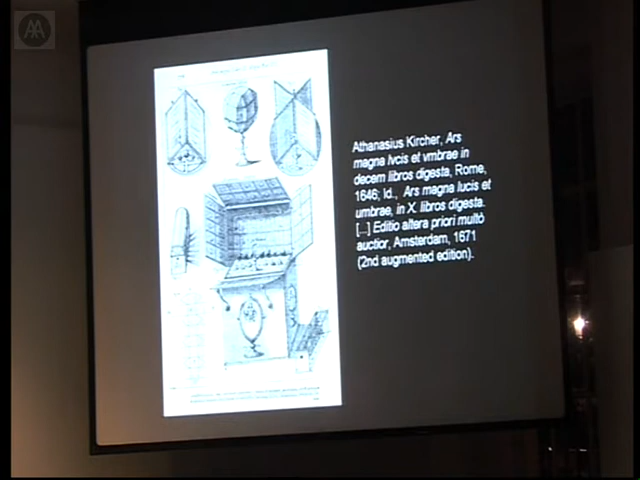 AA
Athanasius Kircher, Ars
magna lvcis et vmbrae in
decem libros digesta, Rome,
1646; Id., Ars magna lucis et
umbrae, in X. libros digesta.
[...] Editio altera priori multò
auctior, Amsterdam, 1671
(2nd augmented edition).